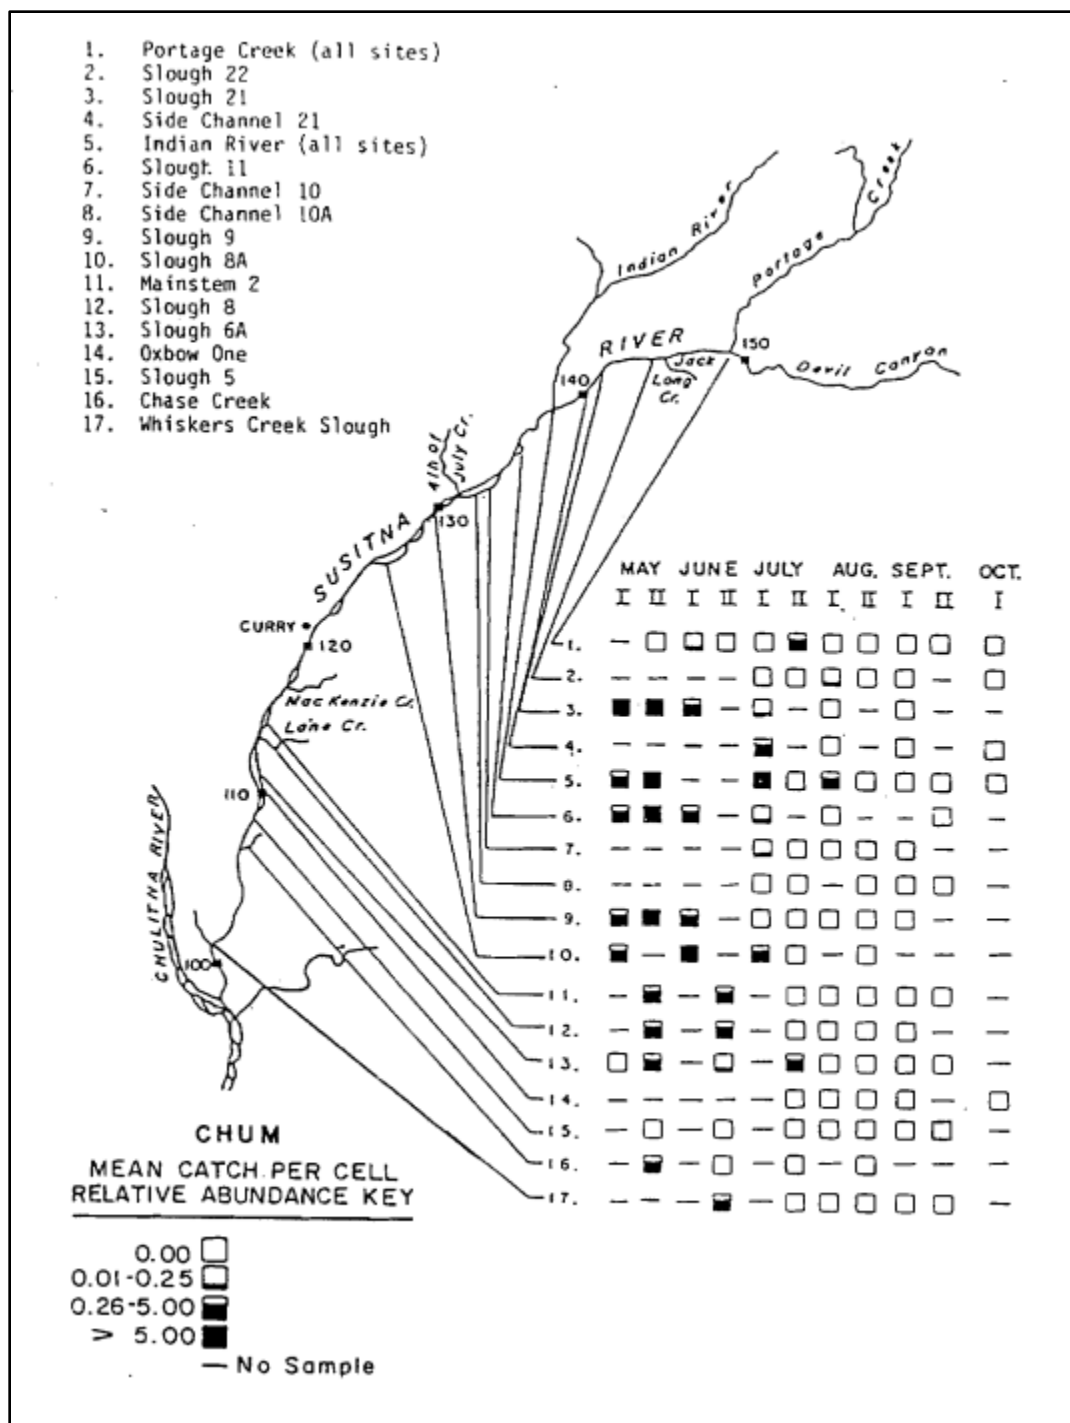 1. Portage Creek (all sites)
2. Slough 22
3. Slough 21
4. Side Channel 21
5. Indian River (all sites)
6. Slougt. 11
7. Side Channel 10
8. Side Channel 10A
9. Slough 9
10. Slough 8A
11. Mainstem 2
12. Slough 8
13. Slough 6A
14. Oxbow One
15. Slough 5
16. Chase Creek
17. Whiskers Creek Slough
Indian River
Portage Creek
RIVER
Jack
Long
Cr.
150
Devil Canyon
140
4th of
July Cr.
130
SUSITNA
CURRY
120
MacKenzie Cr.
Lane Cr.
110
CHULITNA RIVER
100
MAY JUNE JULY AUG. SEPT. OCT.
I II I II I II I II I II I
1.
2.
3.
4.
5.
6.
7.
8.
9.
10.
11.
12.
13.
14.
15.
16.
17.
CHUM
MEAN CATCH PER CELL
RELATIVE ABUNDANCE KEY
0.00
0.01-0.25
0.26-5.00
> 5.00
— No Sample